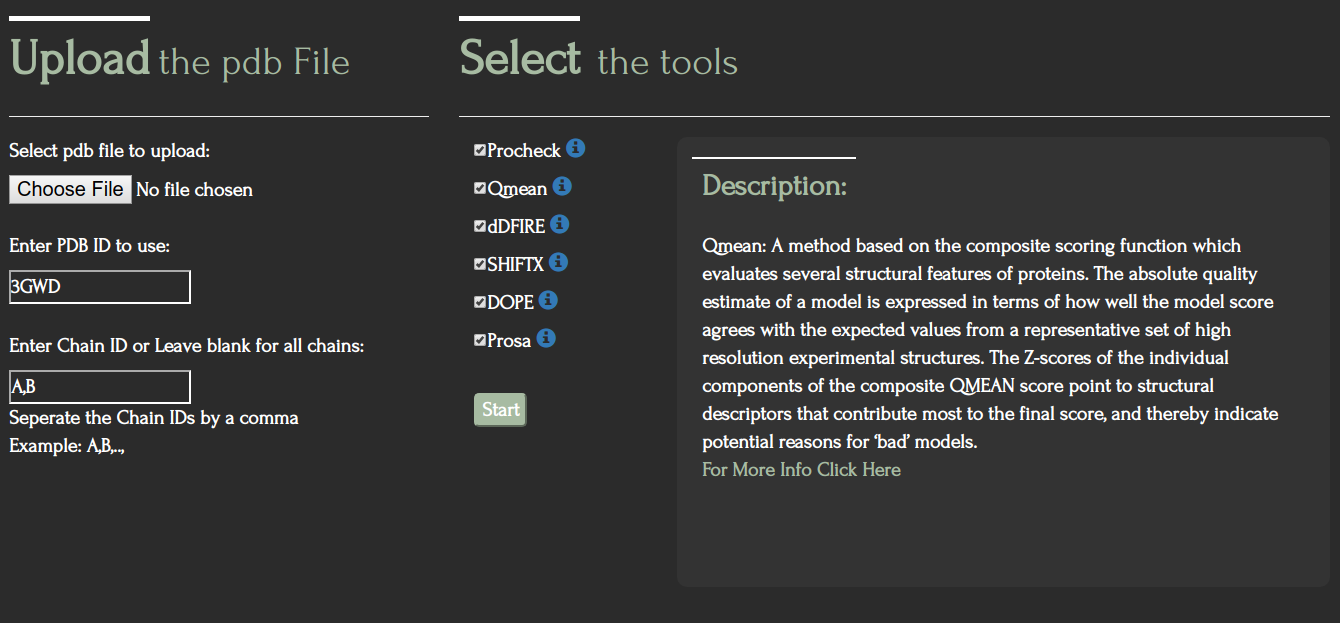 Upload the pdb File
Select pdb file to upload:
Choose File No file chosen
Enter PDB ID to use:
3GWD
Enter Chain ID or Leave blank for all chains:
A,B
Seperate the Chain IDs by a comma
Example: A,B,..,
Select the tools
Procheck
Qmean
dDFIRE
SHIFTX
DOPE
Prosa
Start
Description:
Qmean: A method based on the composite scoring function which
evaluates several structural features of proteins. The absolute quality
estimate of a model is expressed in terms of how well the model score
agrees with the expected values from a representative set of high
resolution experimental structures. The Z-scores of the individual
components of the composite QMEAN score point to structural
descriptors that contribute most to the final score, and thereby indicate
potential reasons for ‘bad’ models.
For More Info Click Here